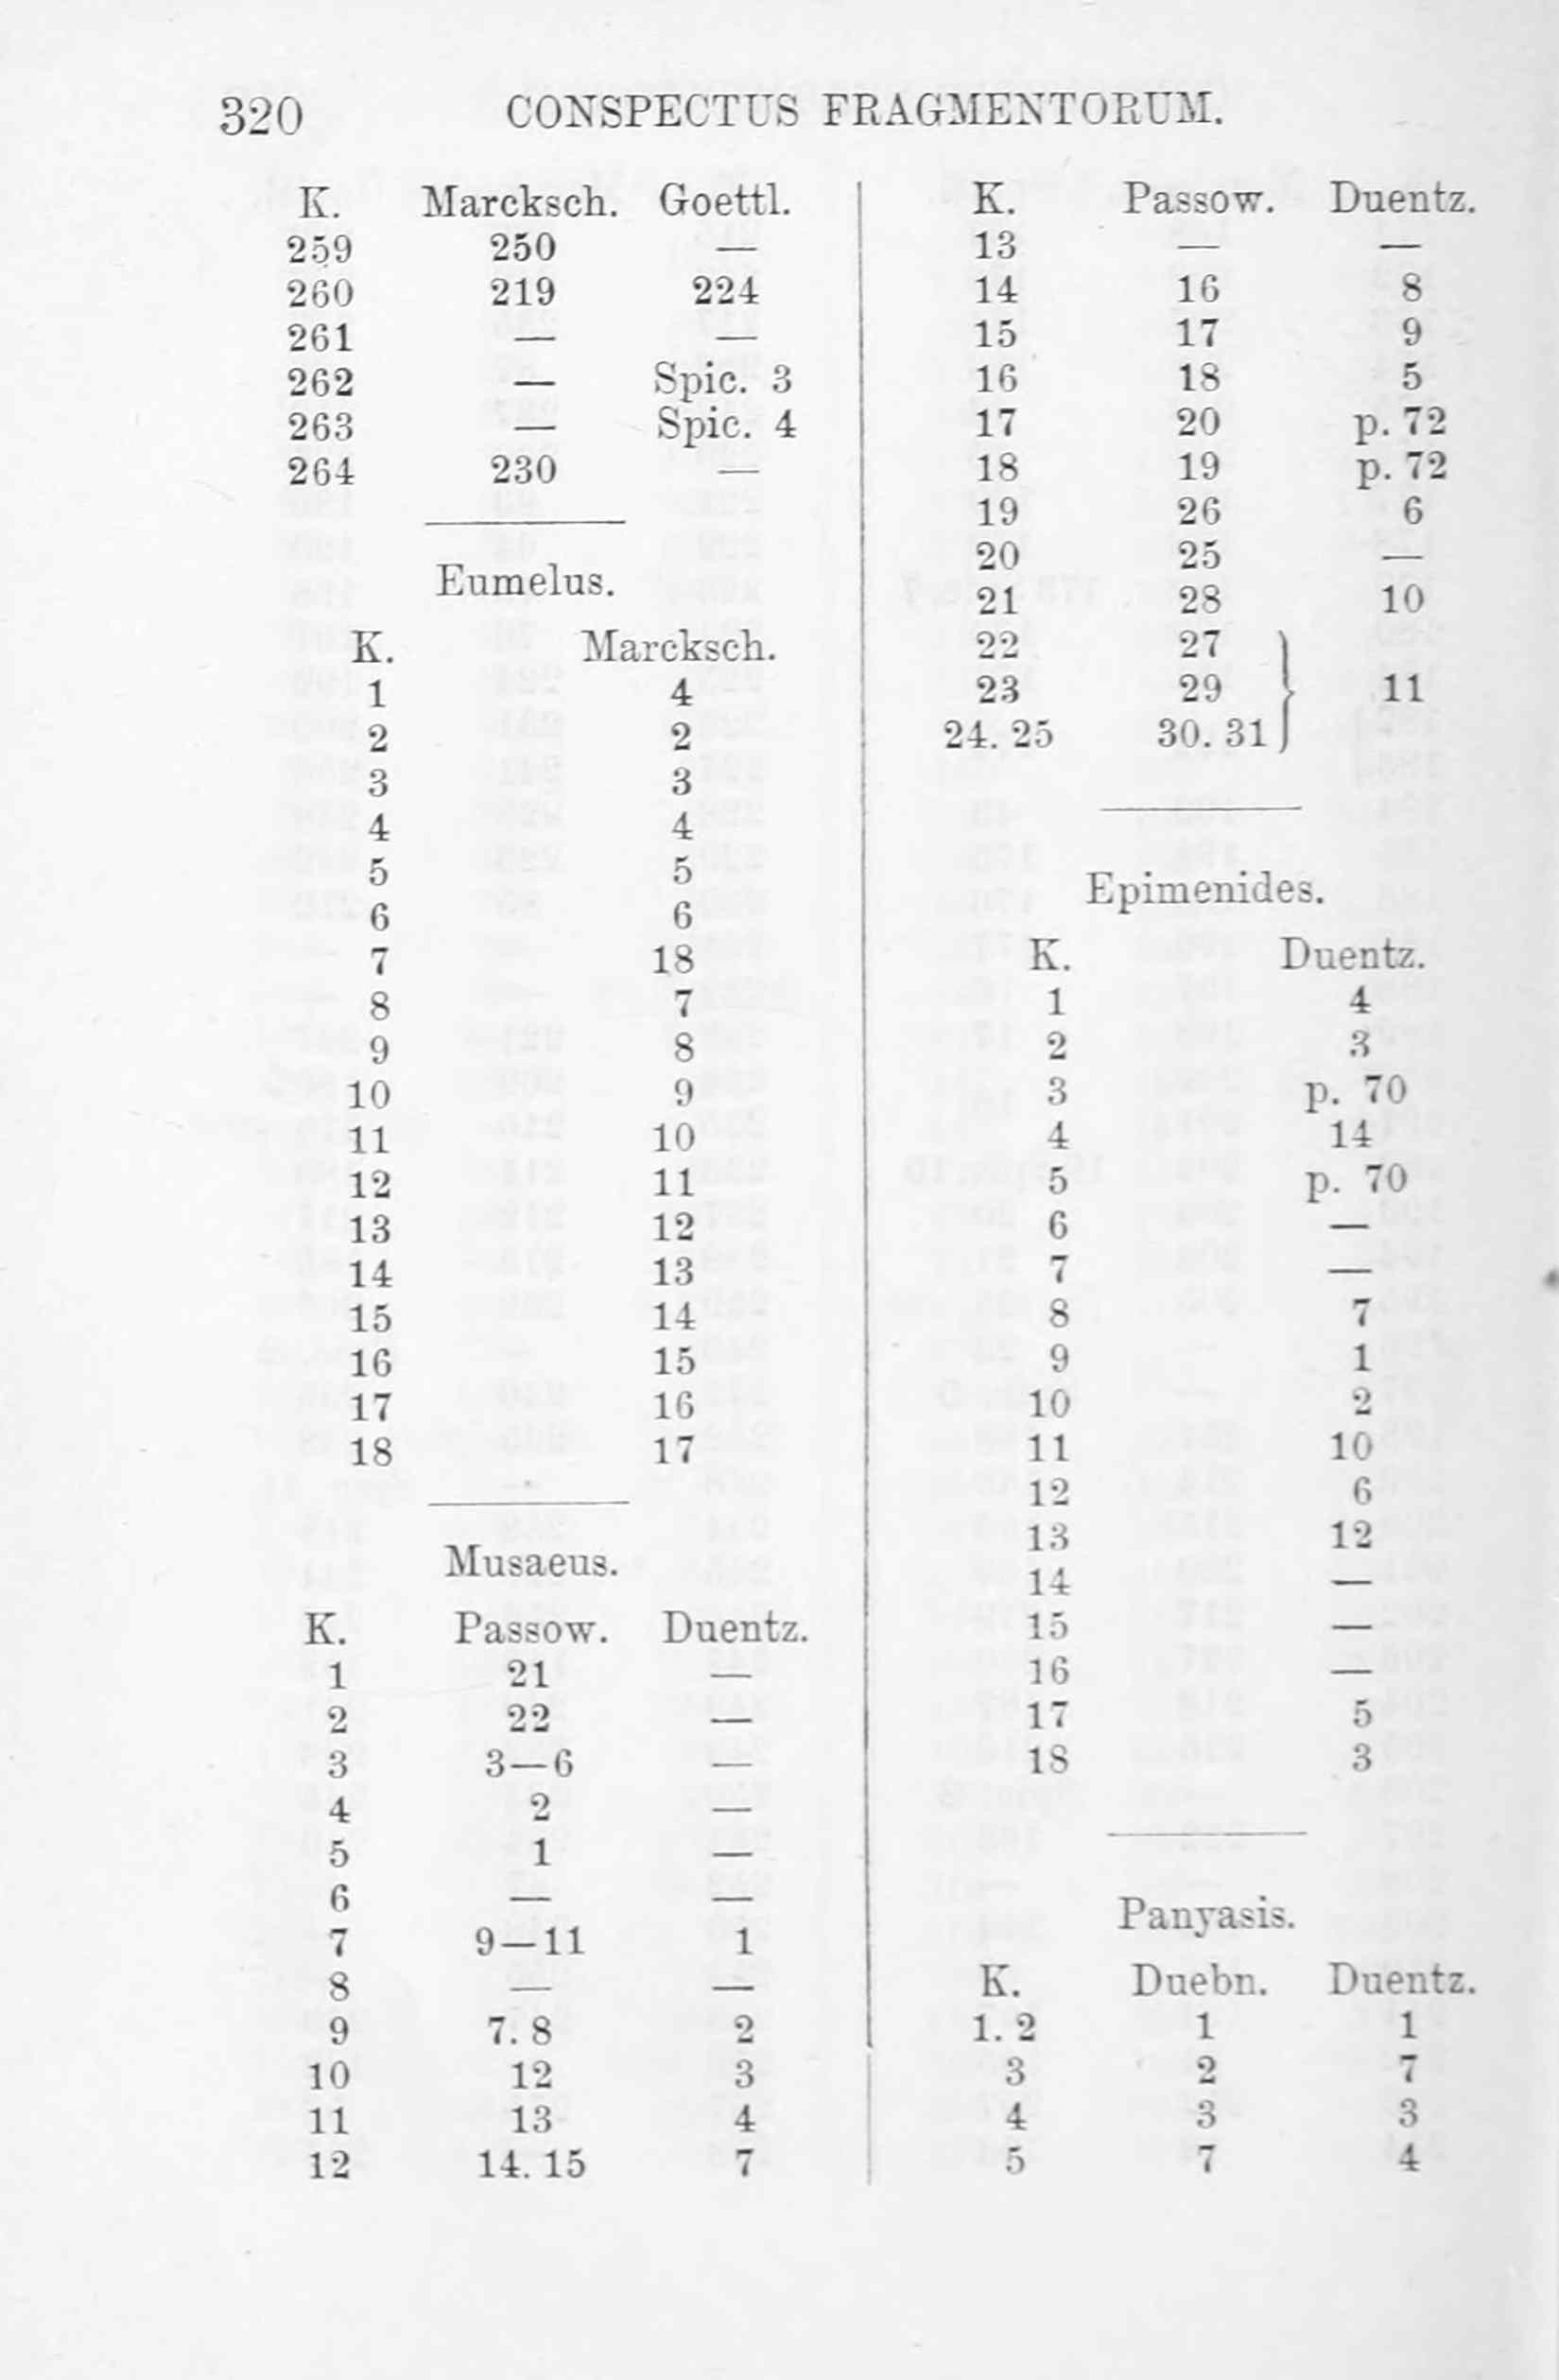 320 CONSPECTUS FRAGMENTORUM.
K. Marcksch. Goettl.
259 250 —
260 219 224
261 — —
262 — Spic. 3
263 — Spic. 4
264 230 —
Eumelus.
K. Marcksch.
1 4
2 2
3 3
4 4
5 5
6 6
7 18
8 7
9 8
10 9
11 10
12 11
13 12
14 13
15 14
16 15
17 16
18 17
Musaeus.
K. Passow. Duentz.
1 21 —
2 22 —
3 3—6 —
4 2 —
5 1 —
6 — —
7 9—11 1
8 — —
9 7. 8 2
10 12 3
11 13 4
12 14. 15 7
K. Passow. Duentz.
13 — —
14 16 8
15 17 9
16 18 5
17 20 p. 72
18 19 p. 72
19 26 6
20 25 —
21 28 10
22 27
23 29 } 11
24. 25 30. 31
Epimenides.
K. Duentz.
1 4
2 3
3 p. 70
4 14
5 p. 70
6 —
7 —
8 7
9 1
10 2
11 10
12 6
13 12
14 —
15 —
16 —
17 5
18 3
Panyasis.
K. Duebn. Duentz.
1. 2 1 1
3 2 7
4 3 3
5 7 4